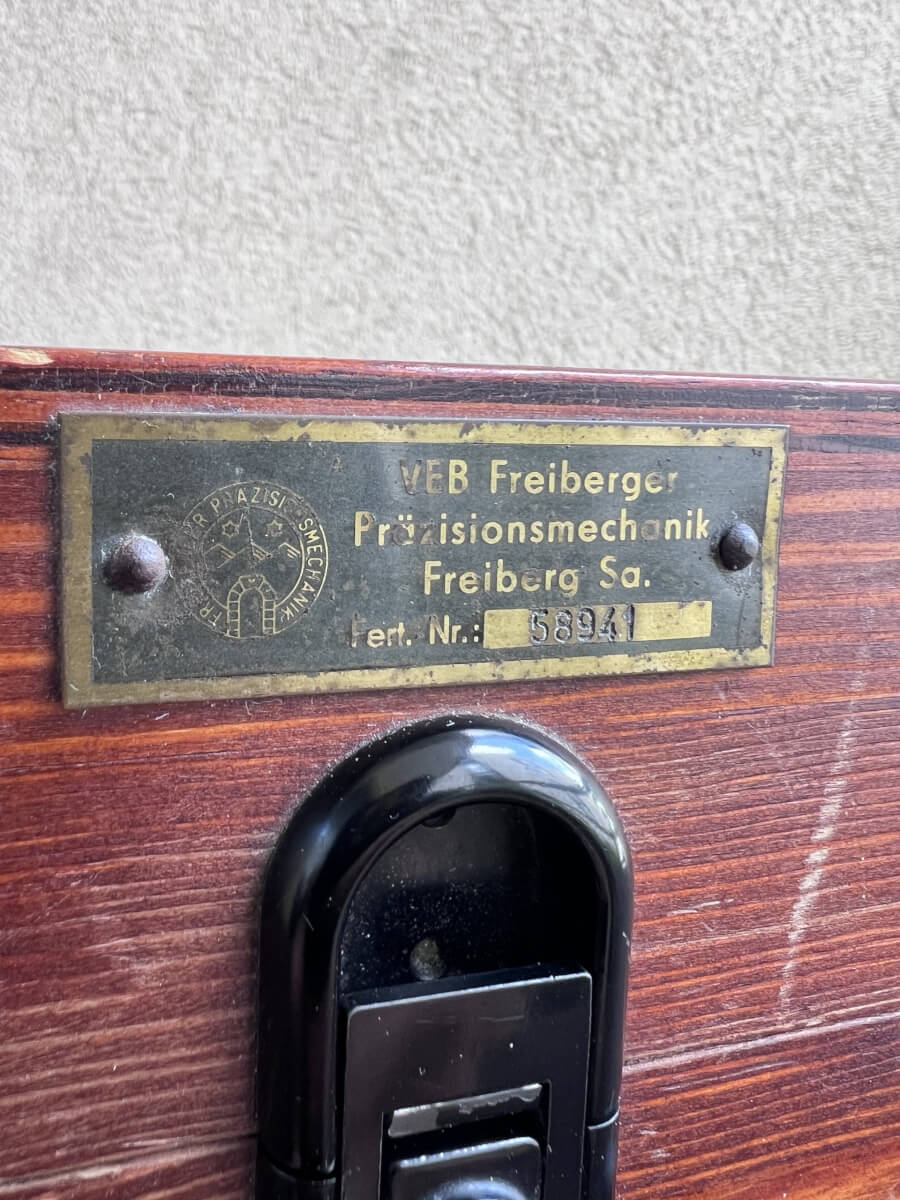 VEB Freiberger
Präzisionsmechanik
Freiberg Sa.
Fert. Nr.: 58941